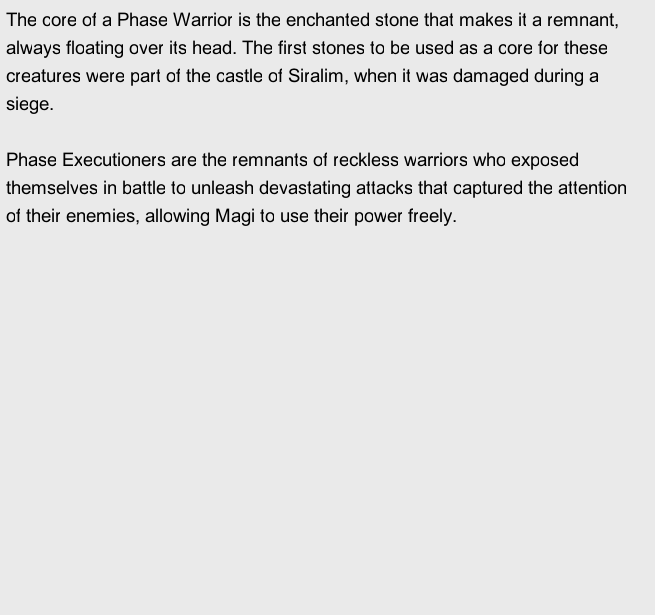 The core of a Phase Warrior is the enchanted stone that makes it a remnant,
always floating over its head. The first stones to be used as a core for these
creatures were part of the castle of Siralim, when it was damaged during a
siege.
Phase Executioners are the remnants of reckless warriors who exposed
themselves in battle to unleash devastating attacks that captured the attention
of their enemies, allowing Magi to use their power freely.